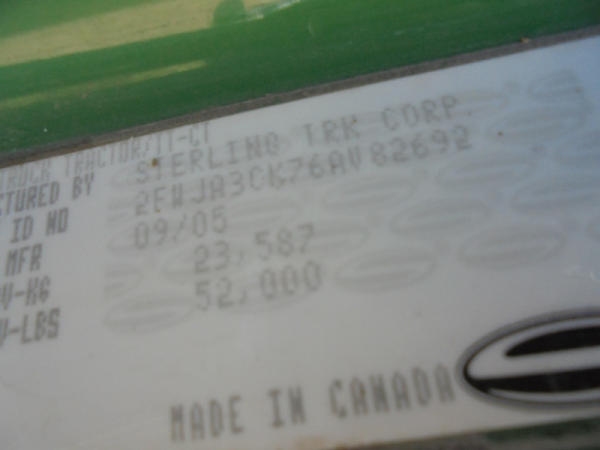 TRUCK TRACTOR/TT-CT
CTURED BY STERLING TRK CORP.
ID NO 2FWJA3CK76AV82692
MFR 09/05
V-KG 23,587
V-LBS 52,000
MADE IN CANADA